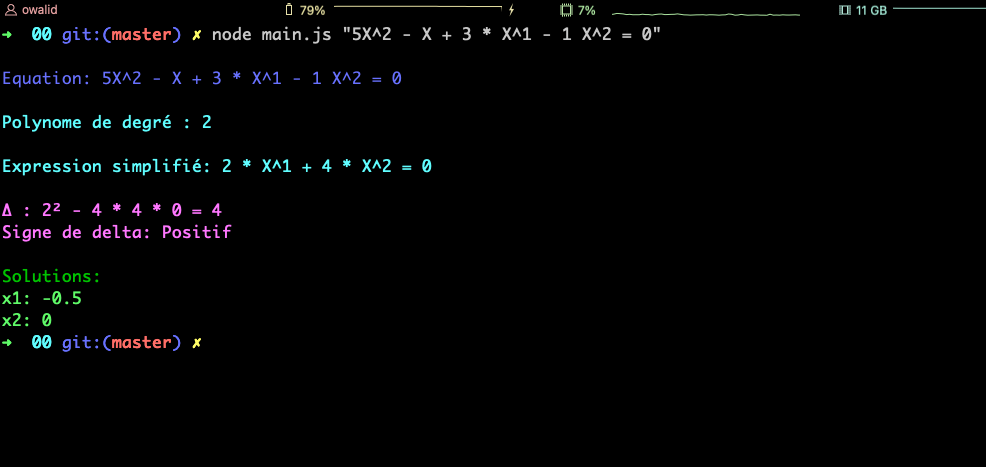 owalid 79% 7% 11 GB
➜ 00 git:(master) ✗ node main.js "5X^2 - X + 3 * X^1 - 1 X^2 = 0"
Equation: 5X^2 - X + 3 * X^1 - 1 X^2 = 0
Polynome de degré : 2
Expression simplifié: 2 * X^1 + 4 * X^2 = 0
Δ : 2² - 4 * 4 * 0 = 4
Signe de delta: Positif
Solutions:
x1: -0.5
x2: 0
➜ 00 git:(master) ✗